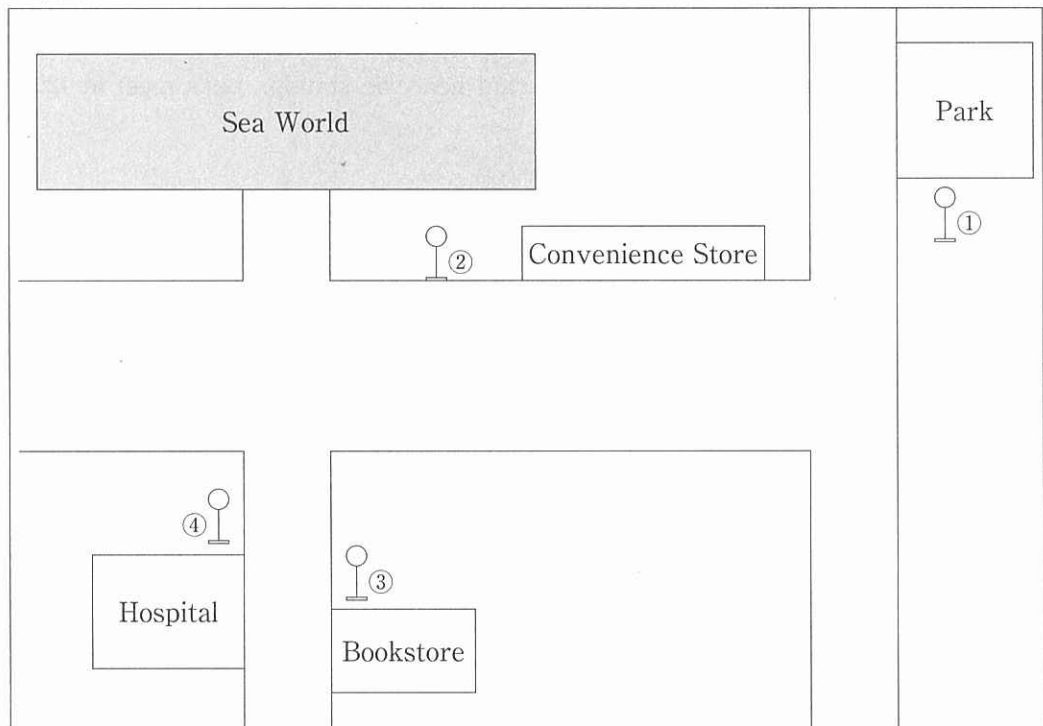 Sea World
Park
①
②
Convenience Store
④
③
Hospital
Bookstore